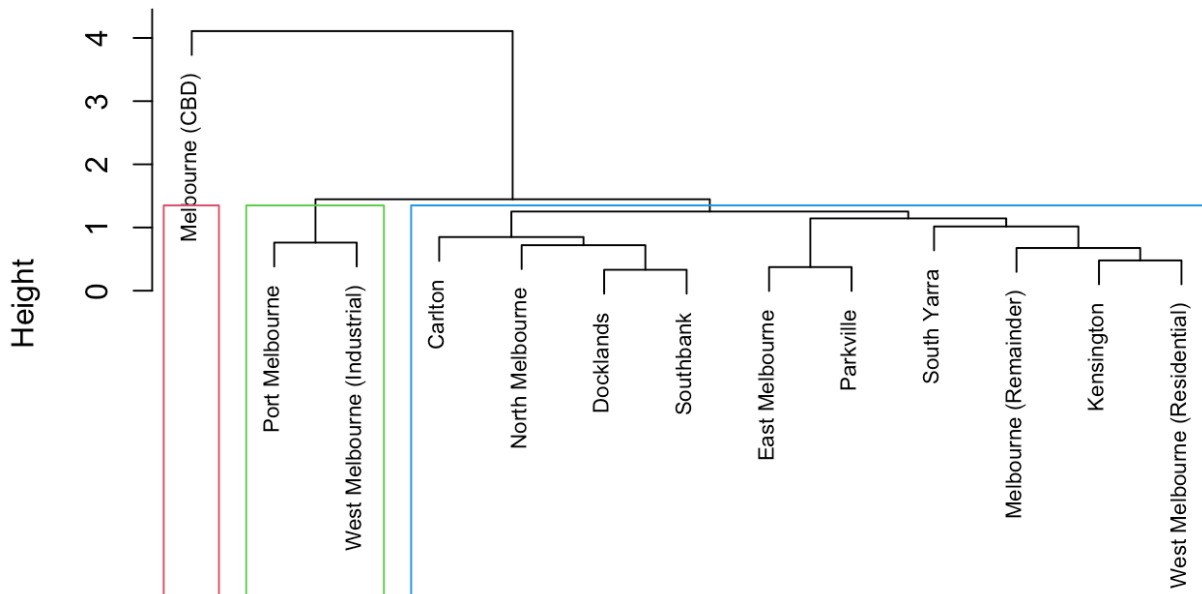 Height
4
3
2
1
0
Melbourne (CBD)
Port Melbourne
West Melbourne (Industrial)
Carlton
North Melbourne
Docklands
Southbank
East Melbourne
Parkville
South Yarra
Melbourne (Remainder)
Kensington
West Melbourne (Residential)